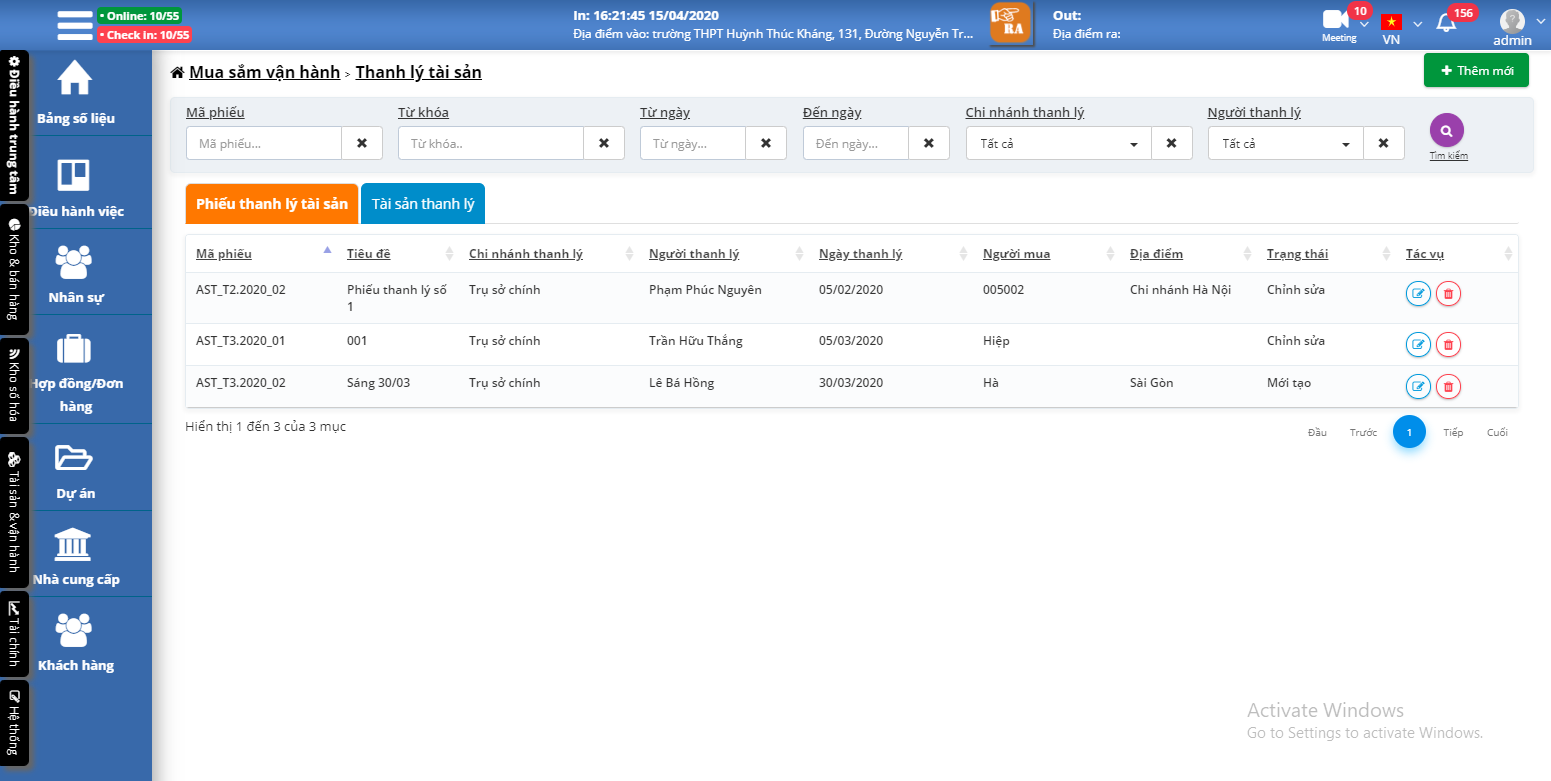 • Online: 10/55
• Check in: 10/55
In: 16:21:45 15/04/2020
Địa điểm vào: trường THPT Huỳnh Thúc Kháng, 131, Đường Nguyễn Tr...
RA
Out:
Địa điểm ra:
Meeting
10
VN
156
admin
Điều hành trung tâm
Kho & bán hàng
Kho số hóa
Tài sản & vận hành
Tài chính
Hệ thống
Bảng số liệu
Điều hành việc
Nhân sự
Hợp đồng/Đơn
hàng
Dự án
Nhà cung cấp
Khách hàng
Mua sắm vận hành > Thanh lý tài sản
Thêm mới
Mã phiếu Từ khóa Từ ngày Đến ngày Chi nhánh thanh lý Người thanh lý
Mã phiếu... Từ khóa.. Từ ngày... Đến ngày... Tất cả Tất cả
Tìm kiếm
Phiếu thanh lý tài sản Tài sản thanh lý
Mã phiếu Tiêu đề Chi nhánh thanh lý Người thanh lý Ngày thanh lý Người mua Địa điểm Trạng thái Tác vụ
AST_T2.2020_02 Phiếu thanh lý số Trụ sở chính Phạm Phúc Nguyên 05/02/2020 005002 Chi nhánh Hà Nội Chỉnh sửa
1
AST_T3.2020_01 001 Trụ sở chính Trần Hữu Thắng 05/03/2020 Hiệp Chỉnh sửa
AST_T3.2020_02 Sáng 30/03 Trụ sở chính Lê Bá Hồng 30/03/2020 Hà Sài Gòn Mới tạo
Hiển thị 1 đến 3 của 3 mục
Đầu Trước 1 Tiếp Cuối
Activate Windows
Go to Settings to activate Windows.